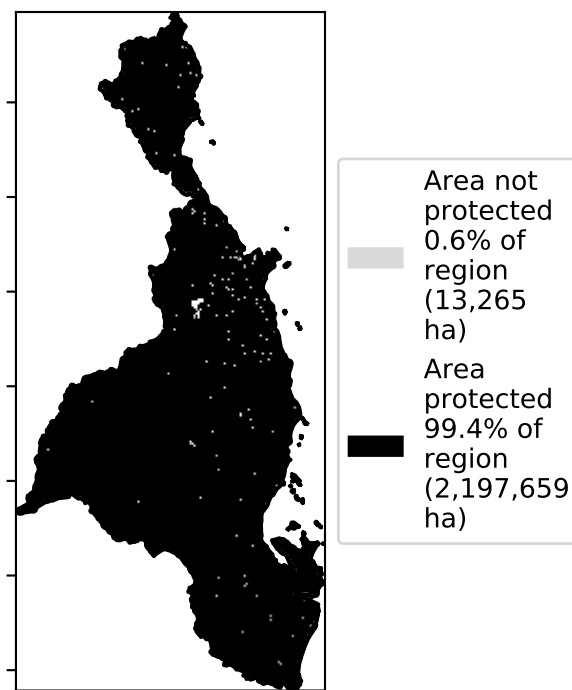 Area not
protected
0.6% of
region
(13,265
ha)
Area
protected
99.4% of
region
(2,197,659
ha)